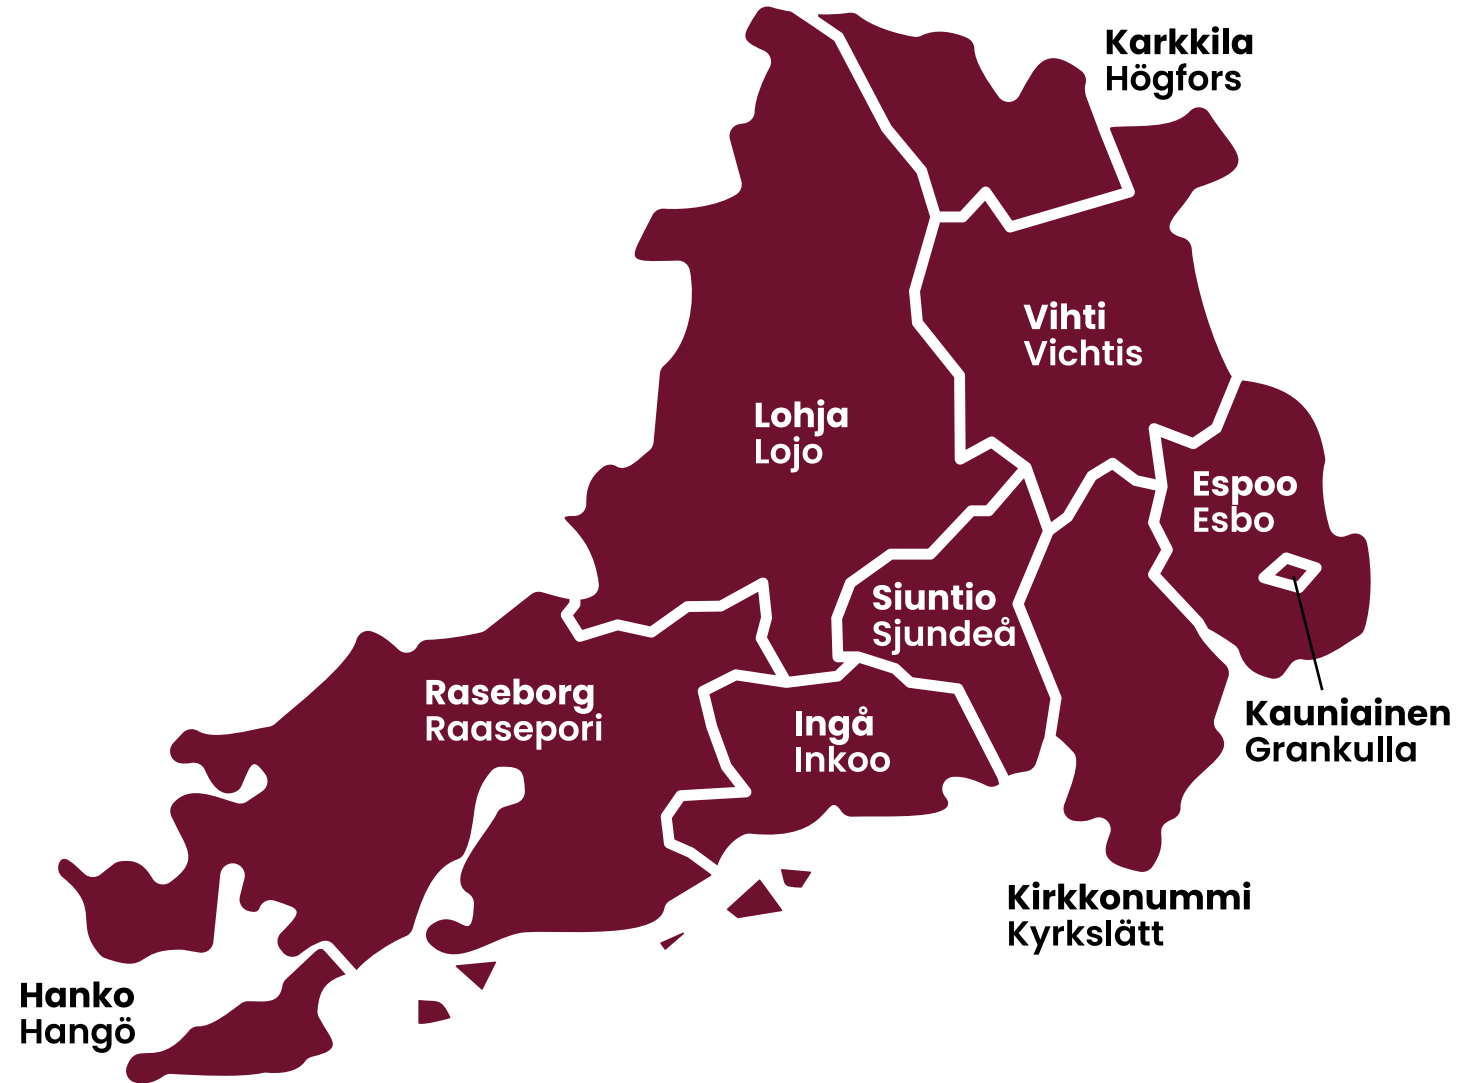 Karkkila
Högfors
Vihti
Vichtis
Lohja
Lojo
Espoo
Esbo
Siuntio
Sjundeå
Raseborg
Raasepori
Ingå
Inkoo
Kauniainen
Grankulla
Kirkkonummi
Kyrkslätt
Hanko
Hangö